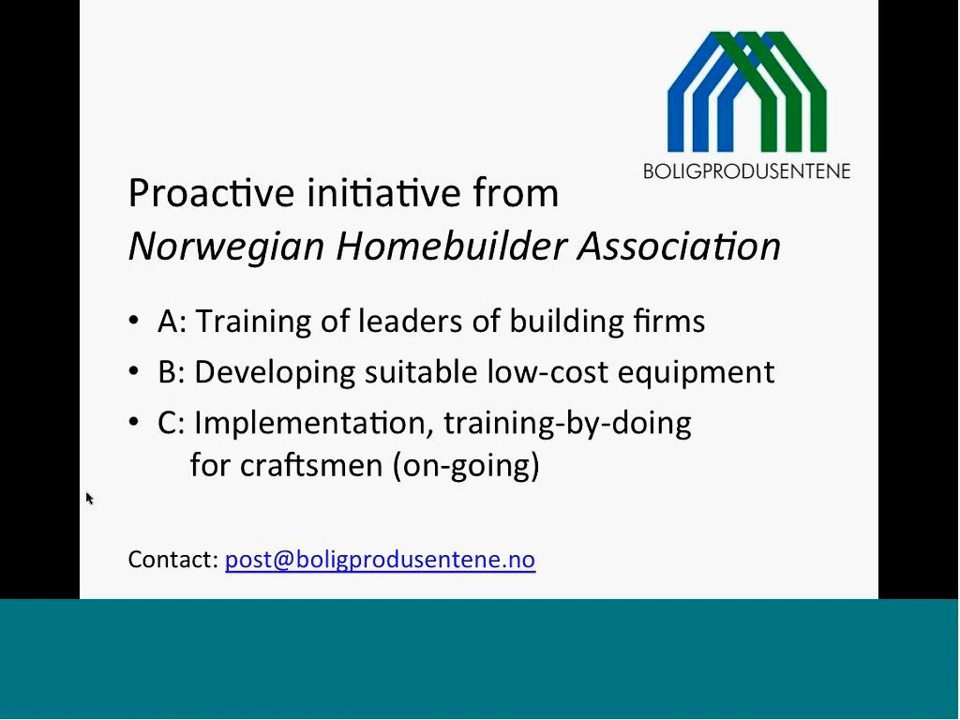 BOLIGPRODUSENTENE
Proactive initiative from
Norwegian Homebuilder Association
• A: Training of leaders of building firms
• B: Developing suitable low-cost equipment
• C: Implementation, training-by-doing
for craftsmen (on-going)
Contact: post@boligprodusentene.no